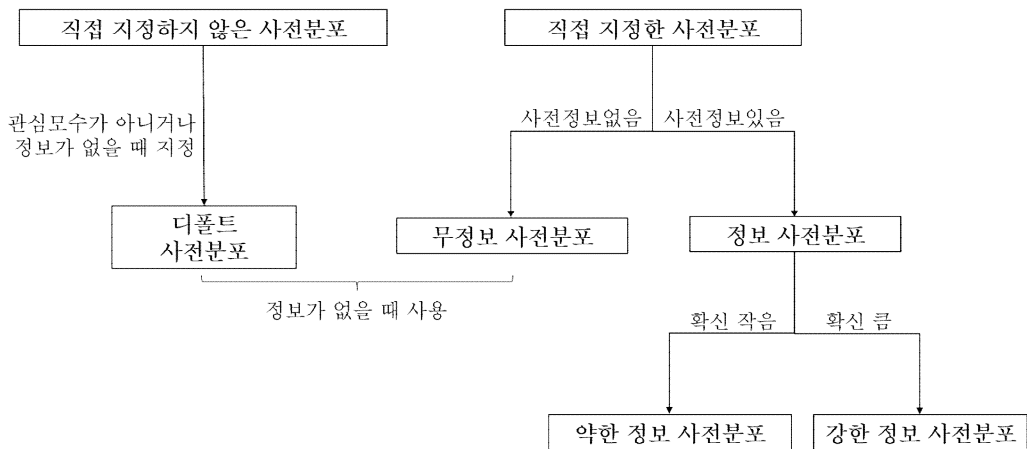 직접 지정하지 않은 사전분포
직접 지정한 사전분포
관심모수가 아니거나
정보가 없을 때 지정
사전정보없음
사전정보있음
디폴트
사전분포
무정보 사전분포
정보 사전분포
정보가 없을 때 사용
확신 작음
확신 큼
약한 정보 사전분포
강한 정보 사전분포